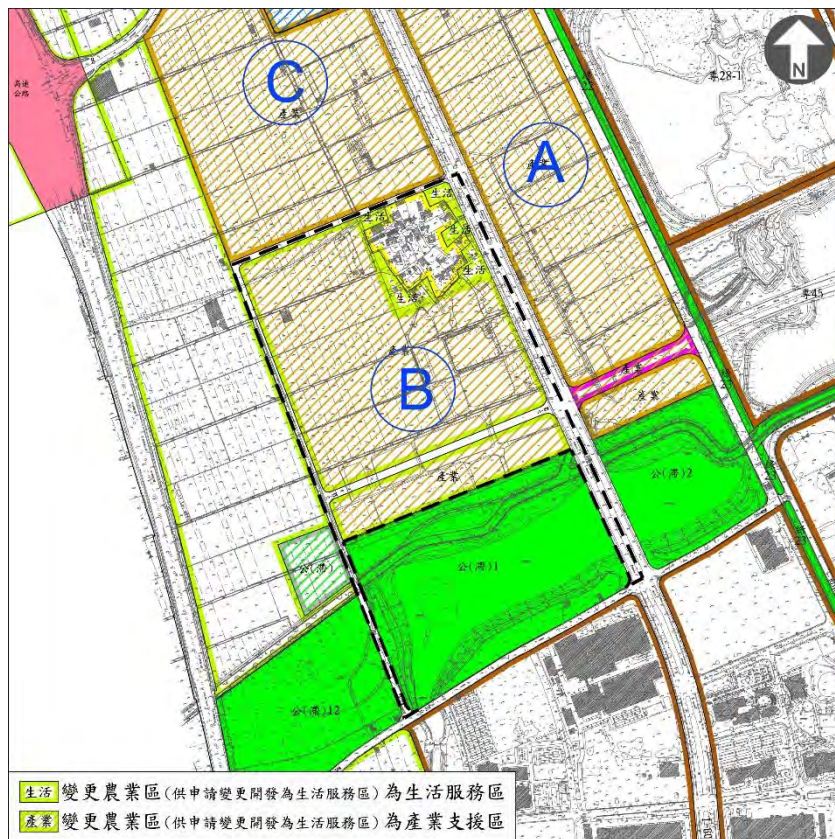 N
C
產業
高速
公路
A
產業
生活
生活
生活
生活
生活
產業
B
產業
產業
產業
公(滯)2
公(滯)
公(滯)1
公(滯)12
生活 變更農業區(供申請變更開發為生活服務區)為生活服務區
產業 變更農業區(供申請變更開發為生活服務區)為產業支援區